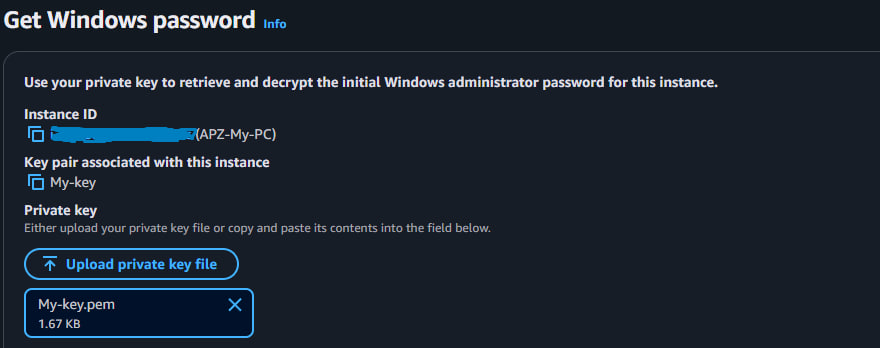 Get Windows password Info
Use your private key to retrieve and decrypt the initial Windows administrator password for this instance.
Instance ID
(APZ-My-PC)
Key pair associated with this instance
My-key
Private key
Either upload your private key file or copy and paste its contents into the field below.
Upload private key file
My-key.pem
1.67 KB